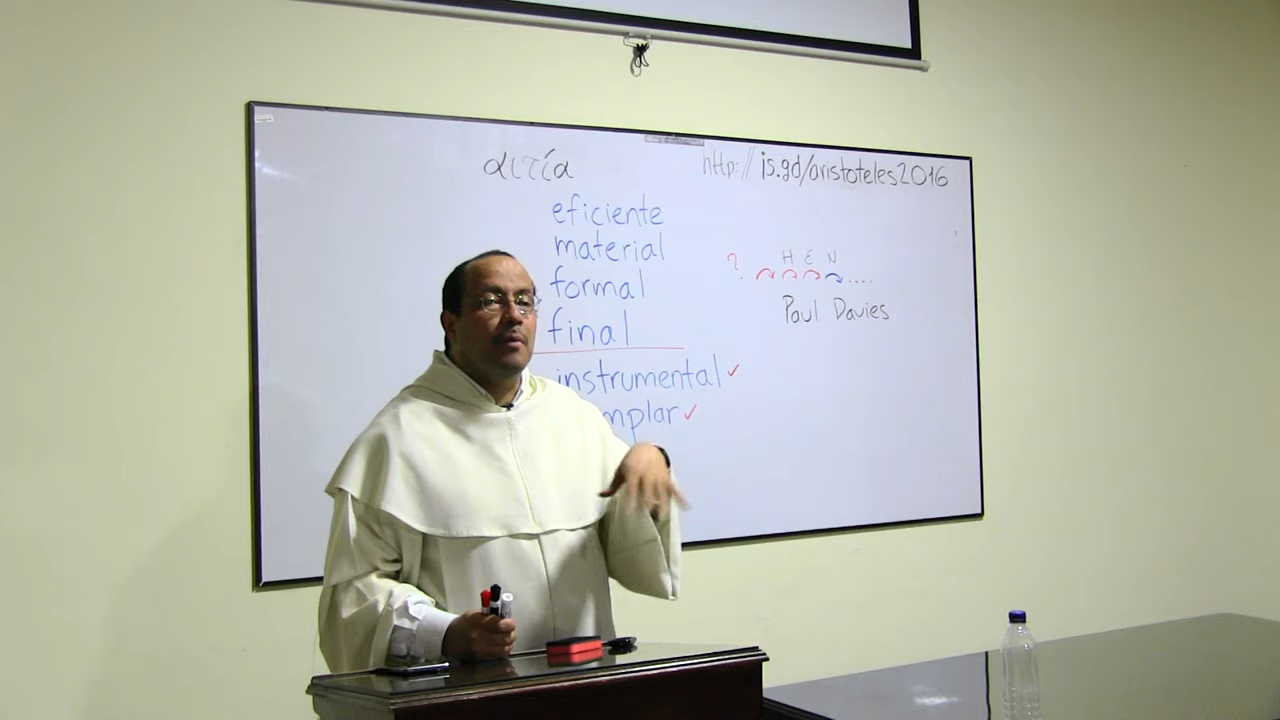 αιτία
http://is.gd/aristoteles2016
eficiente
material
formal
final
instrumental ✓
mplar ✓
? H E N
....
Paul Davies